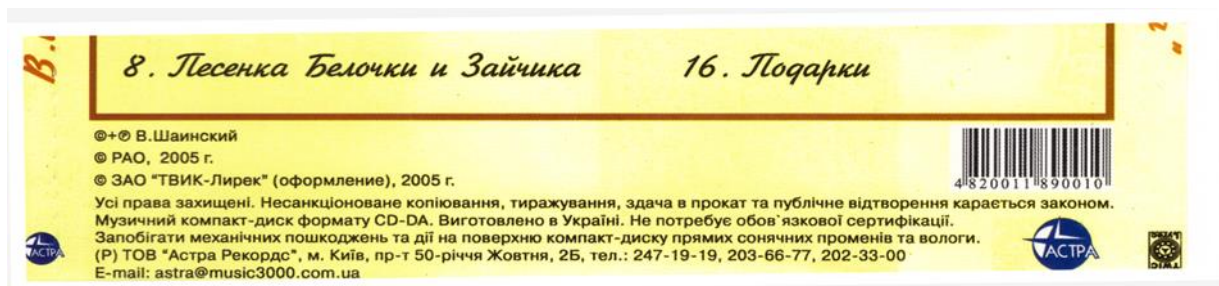 8. Песенка Белочки и Зайчика
16. Подарки
©+℗ В.Шаинский
© РАО, 2005 г.
© ЗАО "ТВИК-Лирек" (оформление), 2005 г.
4 820011 890010
Усі права захищені. Несанкціоноване копіювання, тиражування, здача в прокат та публічне відтворення карається законом.
Музичний компакт-диск формату CD-DA. Виготовлено в Україні. Не потребує обов`язкової сертифікації.
Запобігати механічних пошкоджень та дії на поверхню компакт-диску прямих сонячних променів та вологи.
(Р) ТОВ "Астра Рекордс", м. Київ, пр-т 50-річчя Жовтня, 2Б, тел.: 247-19-19, 203-66-77, 202-33-00
E-mail: astra@music3000.com.ua
АСТРА
АСТРА
TWIC
LYREC